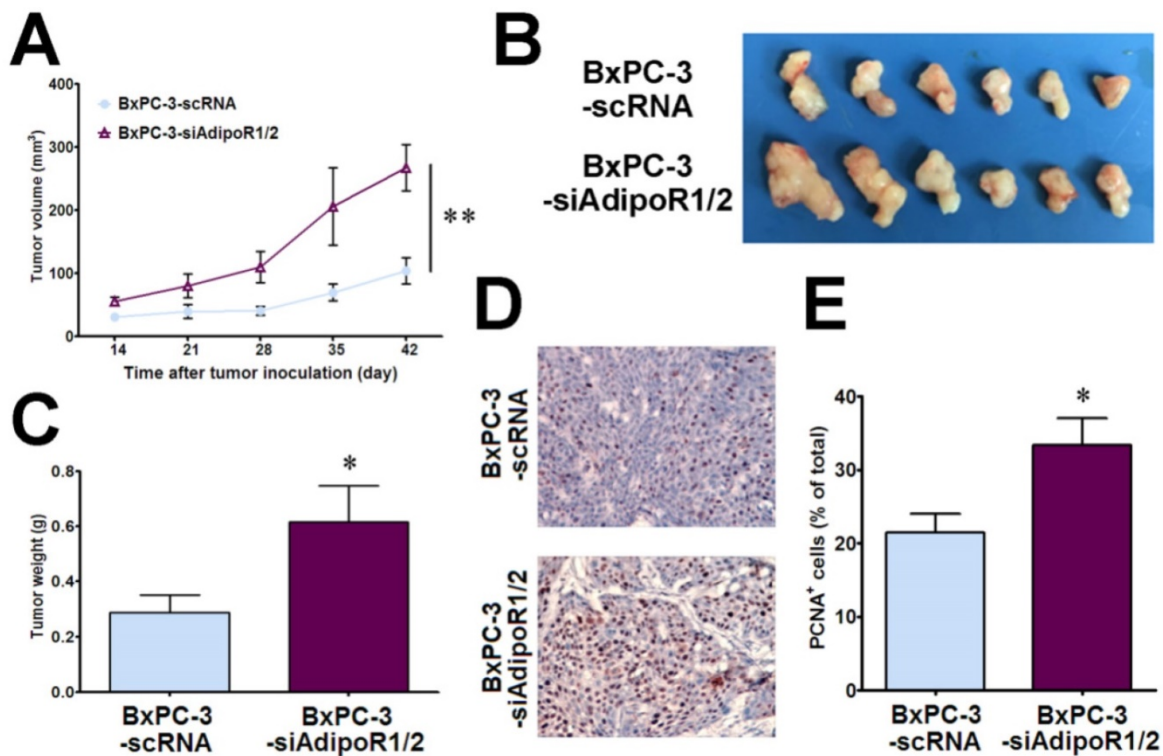 A
Tumor volume (mm³)
400
300
200
100
0
BxPC-3-scRNA
BxPC-3-siAdipoR1/2
**
14 21 28 35 42
Time after tumor inoculation (day)
B
BxPC-3
-scRNA
BxPC-3
-siAdipoR1/2
C
Tumor weight (g)
0.8
0.6
0.4
0.2
0.0
*
BxPC-3
-scRNA
BxPC-3
-siAdipoR1/2
D
BxPC-3
-scRNA
BxPC-3
-siAdipoR1/2
E
PCNA⁺ cells (% of total)
40
30
20
10
0
*
BxPC-3
-scRNA
BxPC-3
-siAdipoR1/2